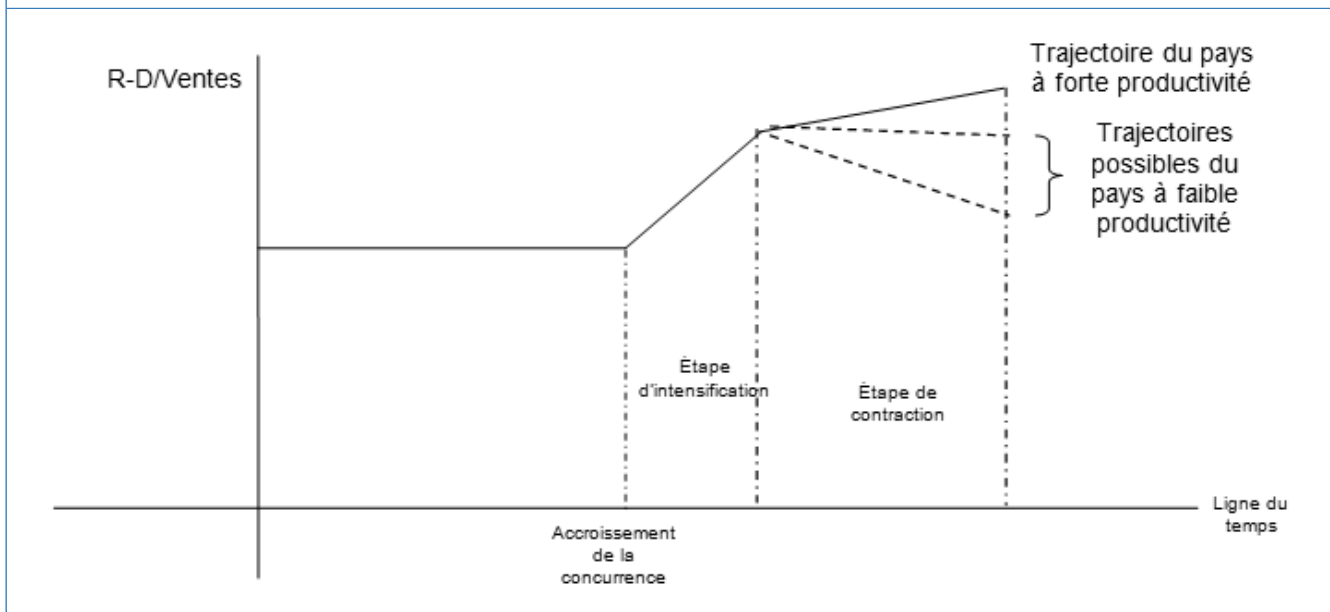 R-D/Ventes
Trajectoire du pays
à forte productivité
Trajectoires
possibles du
pays à faible
productivité
Étape
d'intensification
Étape de
contraction
Ligne du
temps
Accroissement
de la
concurrence